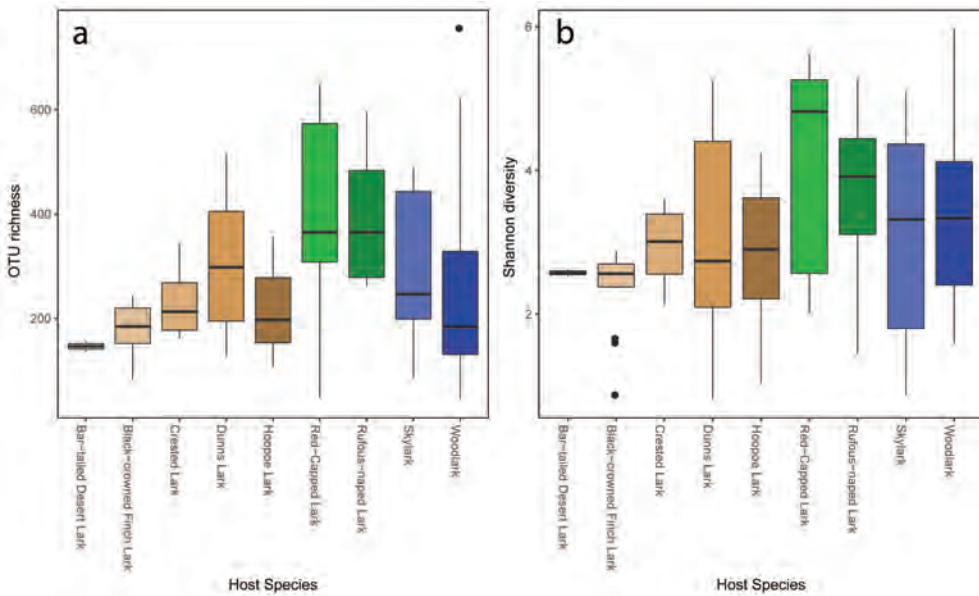 a
OTU richness
600
400
200
Bar-tailed Desert Lark
Black-crowned Finch Lark
Crested Lark
Dunns Lark
Hoopoe Lark
Red-Capped Lark
Rufous-naped Lark
Skylark
Woodlark
Host Species
b
Shannon diversity
6
4
2
Bar-tailed Desert Lark
Black-crowned Finch Lark
Crested Lark
Dunns Lark
Hoopoe Lark
Red-Capped Lark
Rufous-naped Lark
Skylark
Woodlark
Host Species